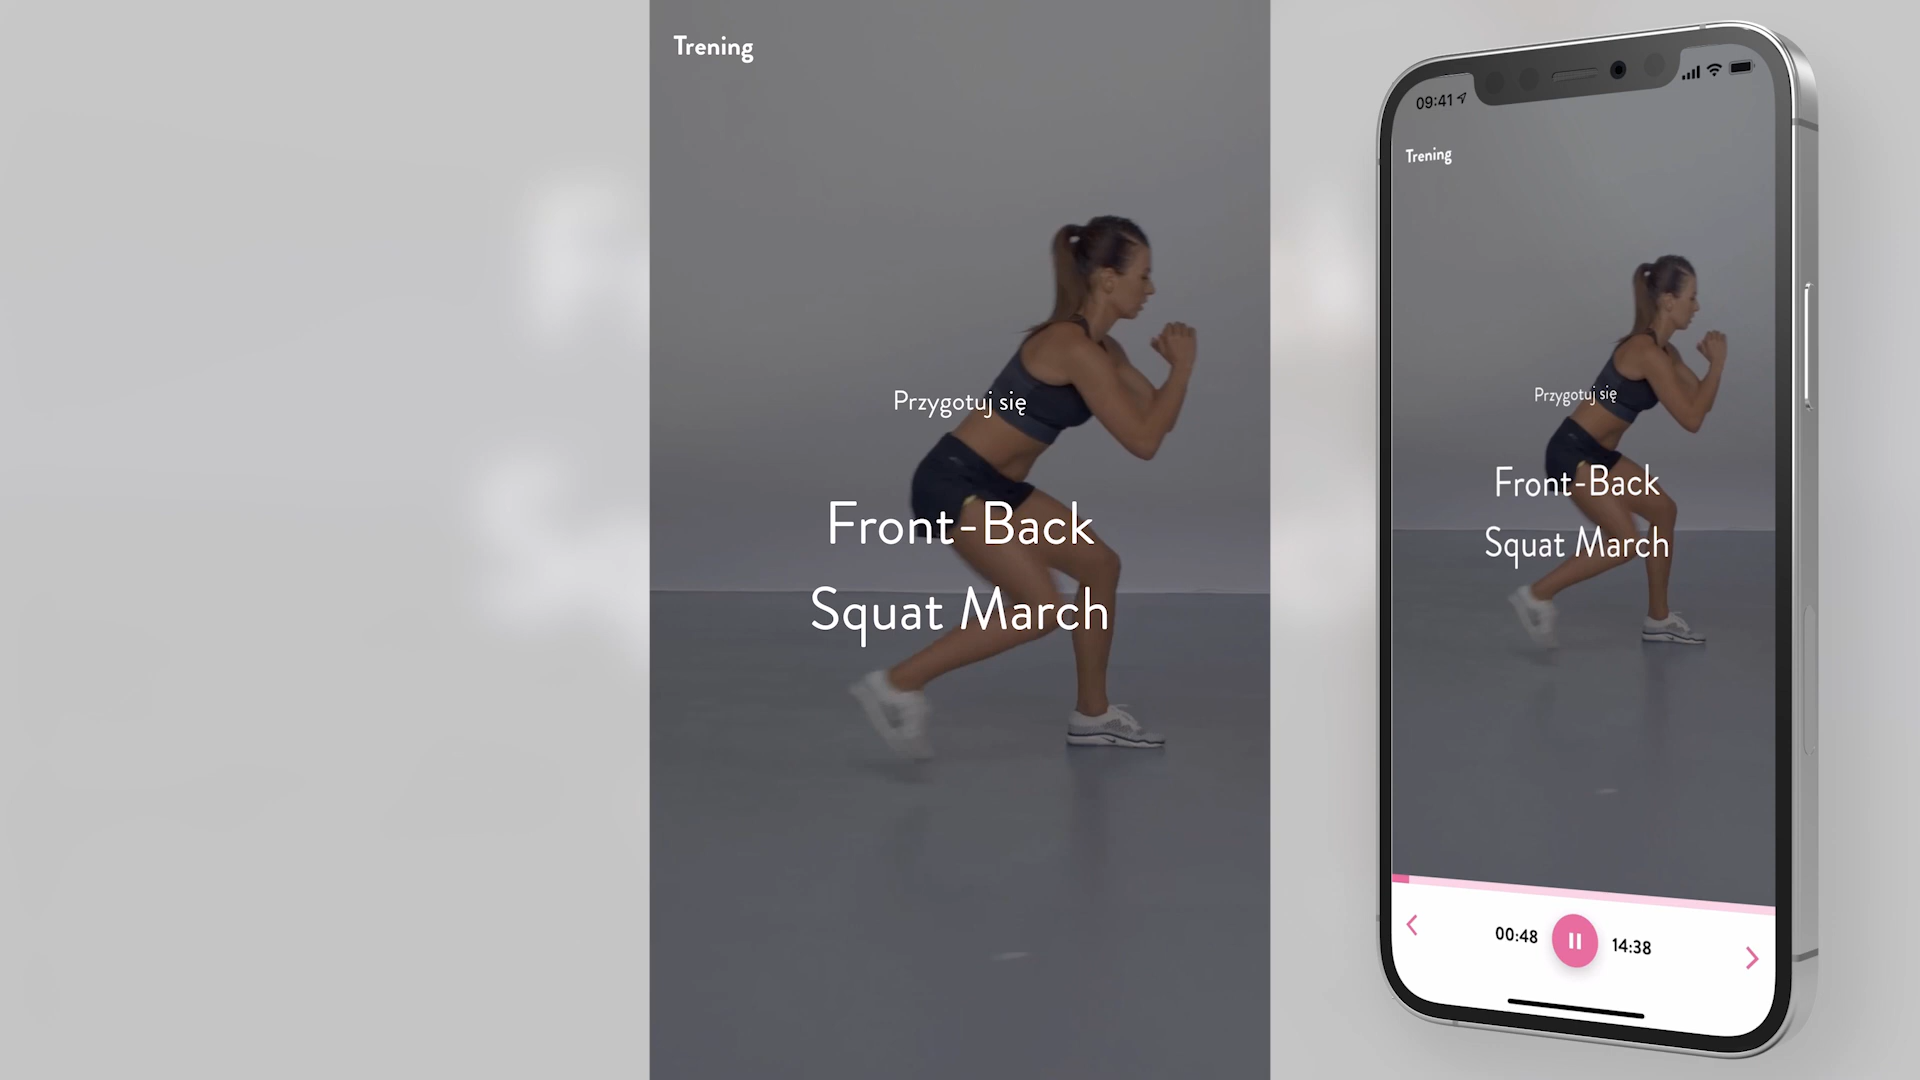 Trening
Przygotuj się
Front-Back
Squat March
09:41
Trening
Przygotuj się
Front-Back
Squat March
00:48
14:38